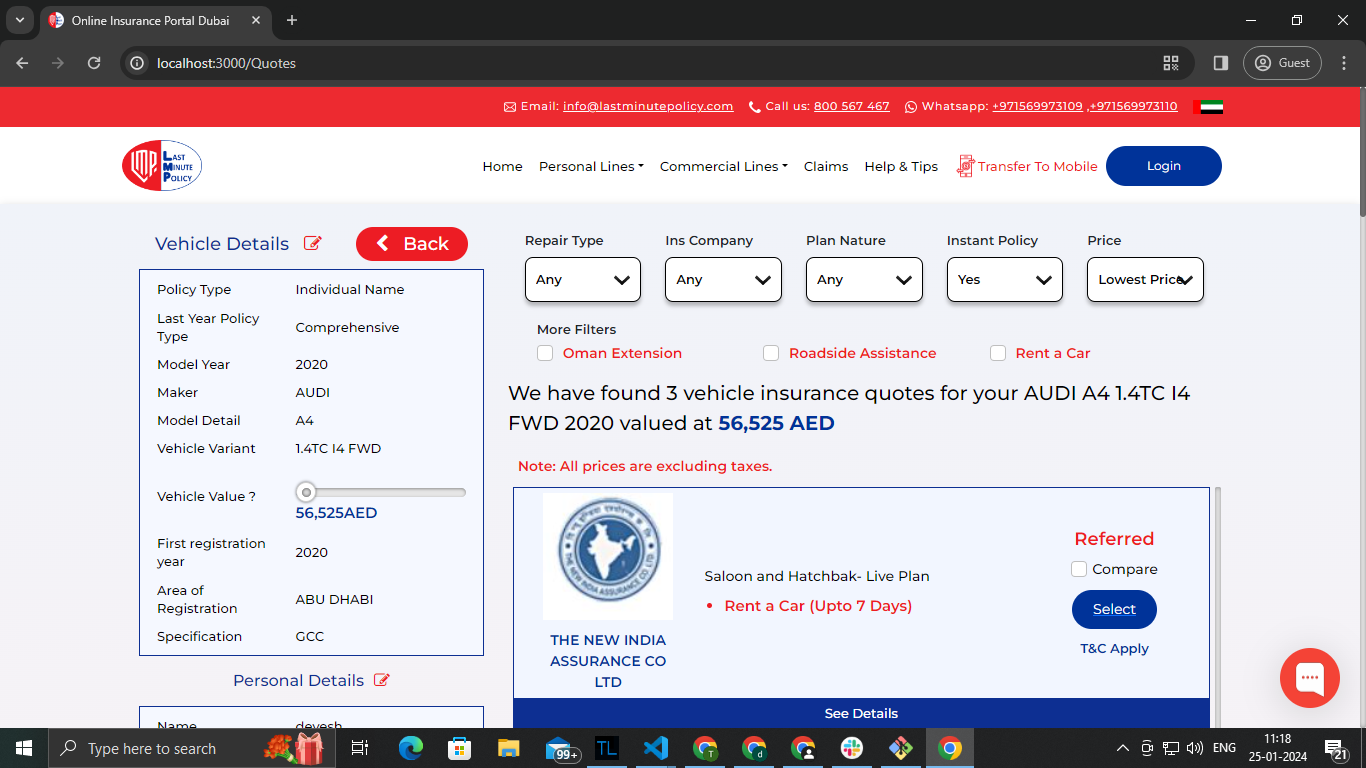 Online Insurance Portal Dubai
localhost:3000/Quotes
Guest
Email: info@lastminutepolicy.com
Call us: 800 567 467
Whatsapp: +971569973109 ,+971569973110
LMP
LAST
MINUTE
POLICY
Home
Personal Lines
Commercial Lines
Claims
Help & Tips
Transfer To Mobile
Login
Vehicle Details
Back
Policy Type
Individual Name
Last Year Policy
Type
Comprehensive
Model Year
2020
Maker
AUDI
Model Detail
A4
Vehicle Variant
1.4TC I4 FWD
Vehicle Value ?
56,525AED
First registration
year
2020
Area of
Registration
ABU DHABI
Specification
GCC
Personal Details
Name
devesh
Repair Type
Any
Ins Company
Any
Plan Nature
Any
Instant Policy
Yes
Price
Lowest Price
More Filters
Oman Extension
Roadside Assistance
Rent a Car
We have found 3 vehicle insurance quotes for your AUDI A4 1.4TC I4
FWD 2020 valued at 56,525 AED
Note: All prices are excluding taxes.
THE NEW INDIA
ASSURANCE CO
LTD
Saloon and Hatchbak- Live Plan
• Rent a Car (Upto 7 Days)
Referred
Compare
Select
T&C Apply
See Details
Type here to search
99+
TL
T
d
ENG
11:18
25-01-2024
21